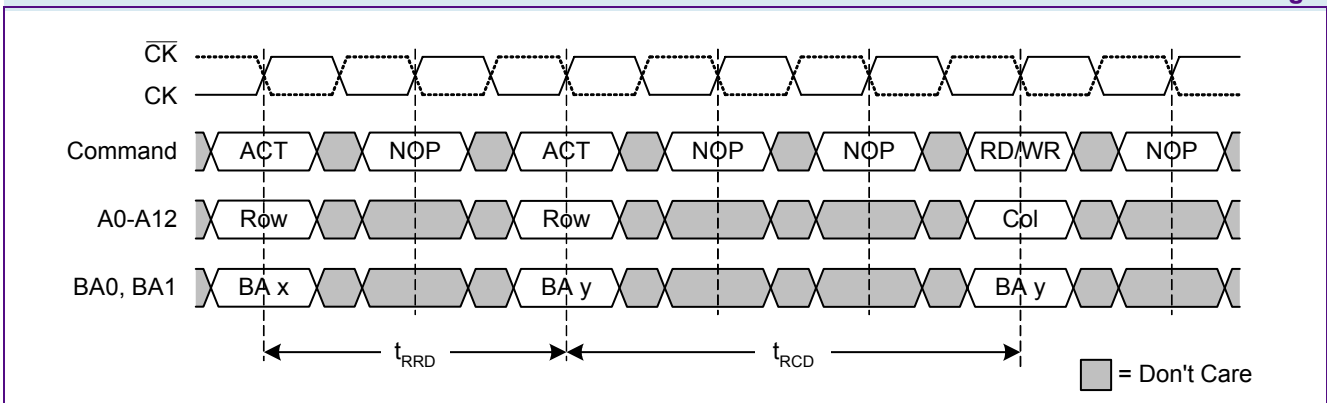 CK
CK
Command ACT NOP ACT NOP NOP RD/WR NOP
A0-A12 Row Row Col
BA0, BA1 BA x BA y BA y
tRRD tRCD
= Don't Care